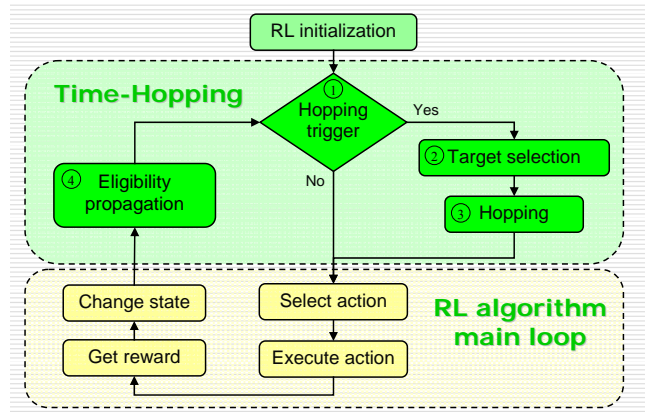 RL initialization
Time-Hopping
1
Hopping
trigger
Yes
No
2 Target selection
3 Hopping
4 Eligibility
propagation
Change state
Select action
RL algorithm
main loop
Get reward
Execute action